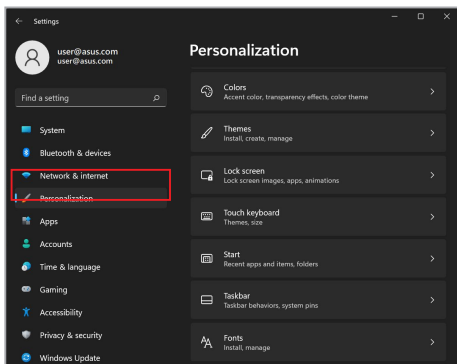 Settings
user@asus.com
user@asus.com
Find a setting
System
Bluetooth & devices
Network & internet
Personalization
Apps
Accounts
Time & language
Gaming
Accessibility
Privacy & security
Windows Update
Personalization
Colors
Accent color, transparency effects, color theme
Themes
Install, create, manage
Lock screen
Lock screen images, apps, animations
Touch keyboard
Themes, size
Start
Recent apps and items, folders
Taskbar
Taskbar behaviors, system pins
Fonts
Install, manage